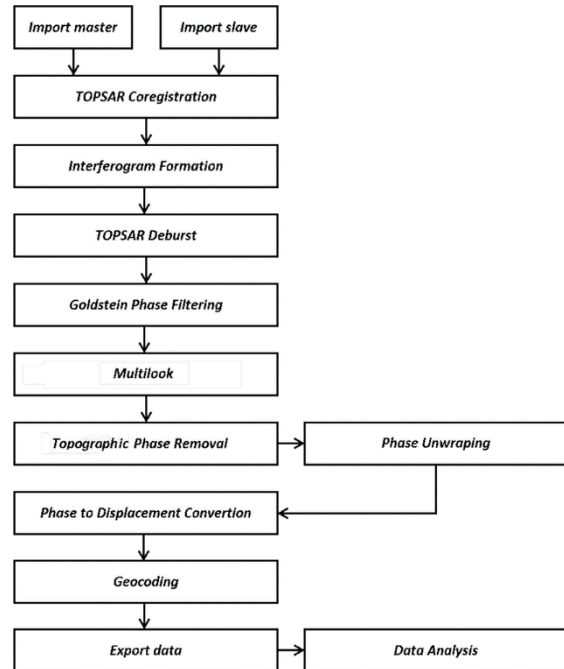 Import master
Import slave
TOPSAR Coregistration
Interferogram Formation
TOPSAR Deburst
Goldstein Phase Filtering
Multilook
Topographic Phase Removal
Phase Unwraping
Phase to Displacement Convertion
Geocoding
Export data
Data Analysis